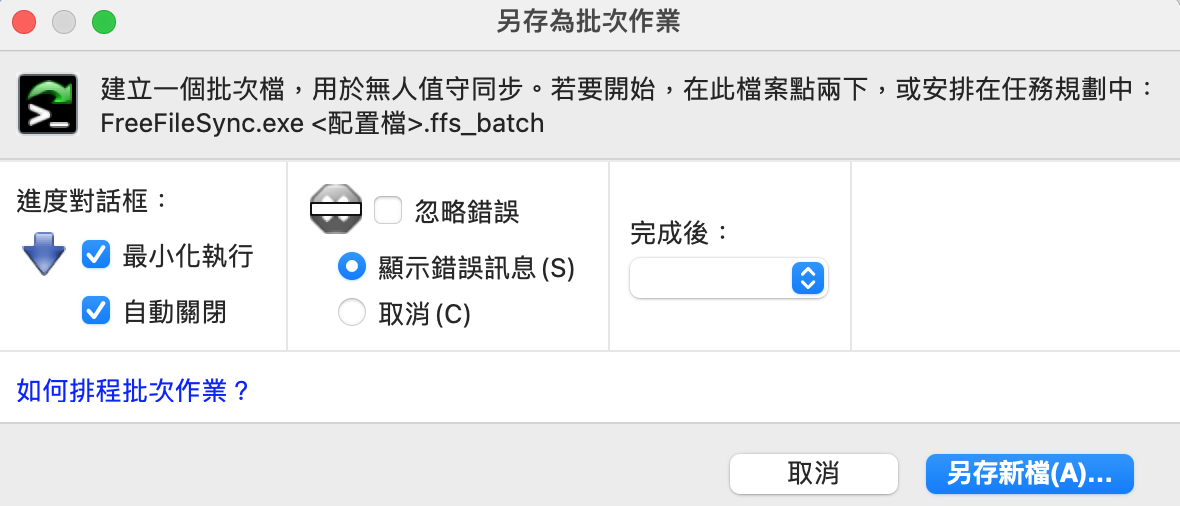 另存為批次作業
建立一個批次檔，用於無人值守同步。若要開始，在此檔案點兩下，或安排在任務規劃中：
FreeFileSync.exe <配置檔>.ffs_batch
進度對話框：
最小化執行
自動關閉
忽略錯誤
顯示錯誤訊息(S)
取消(C)
完成後：
如何排程批次作業？
取消
另存新檔(A)...